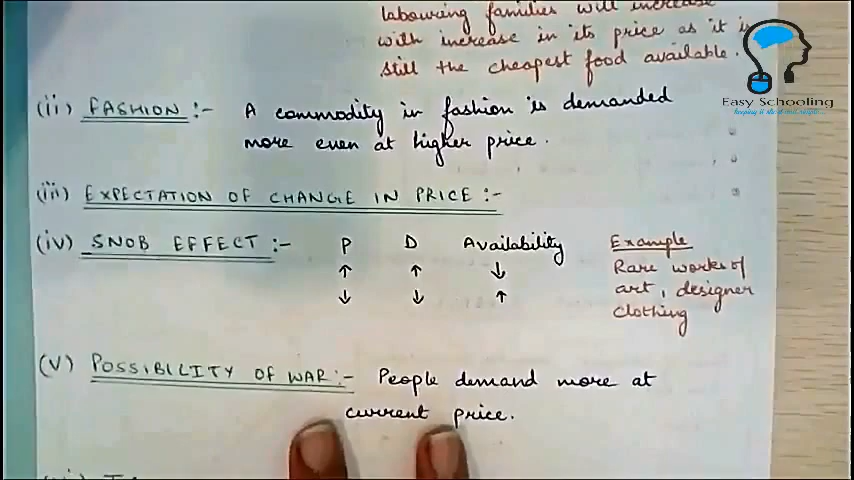 labouring families will increase
with increase in its price as it is
still the cheapest food available.
Easy Schooling
(ii) FASHION :- A commodity in fashion is demanded
more even at higher price.
(iii) EXPECTATION OF CHANGE IN PRICE :-
(iv) SNOB EFFECT :- P D Availability Example
↑ ↑ ↓ Rare works of
↓ ↓ ↑ art, designer
clothing
(v) POSSIBILITY OF WAR :- People demand more at
current price.